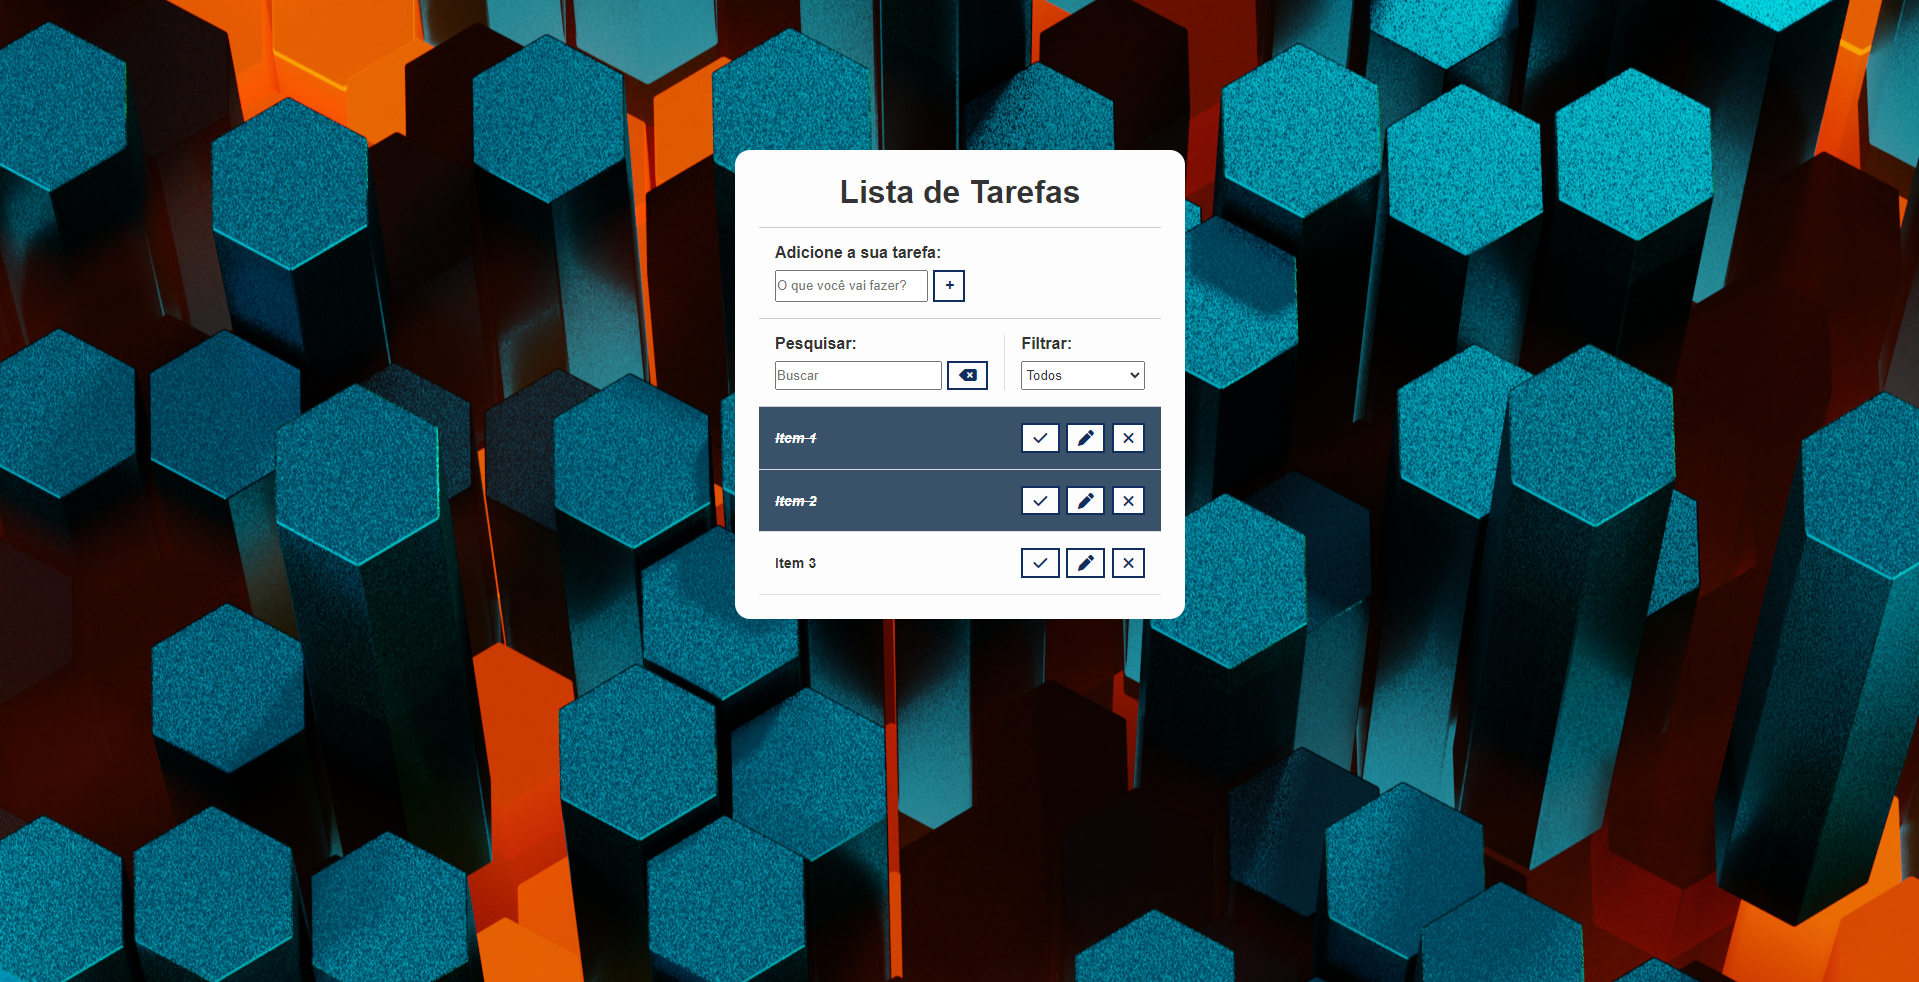 Lista de Tarefas
Adicione a sua tarefa:
O que você vai fazer?
+
Pesquisar:
Filtrar:
Buscar
Todos
Item 1
Item 2
Item 3